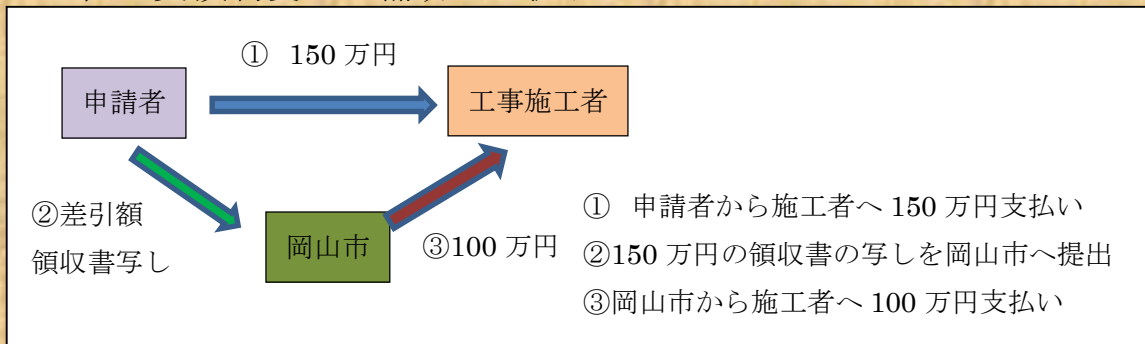 ① 150 万円
申請者
工事施工者
②差引額
領収書写し
岡山市
③100 万円
① 申請者から施工者へ 150 万円支払い
②150 万円の領収書の写しを岡山市へ提出
③岡山市から施工者へ 100 万円支払い